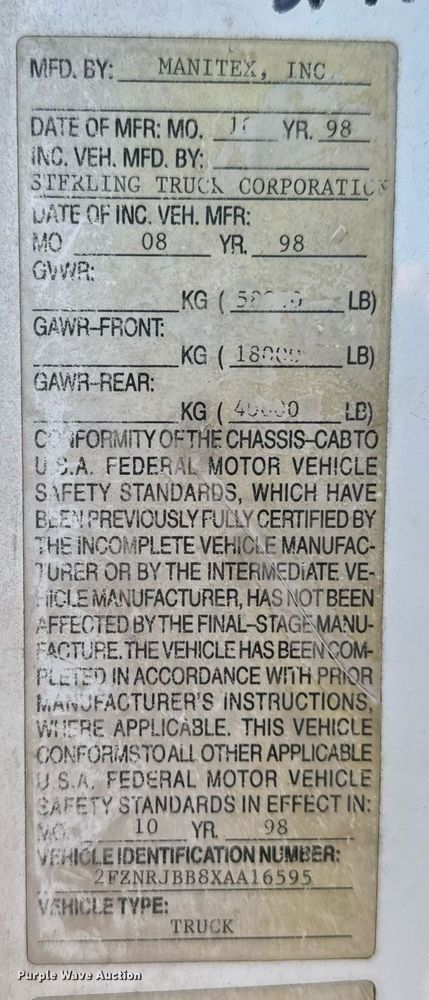 MFD. BY: MANITEX, INC
DATE OF MFR: MO. YR. 98
INC. VEH. MFD. BY:
STERLING TRUCK CORPORATION
DATE OF INC. VEH. MFR:
MO 08 YR. 98
GVWR:
KG ( LB)
GAWR-FRONT:
KG ( 18000 LB)
GAWR-REAR:
KG ( LB)
CONFORMITY OF THE CHASSIS-CAB TO
U.S.A. FEDERAL MOTOR VEHICLE
SAFETY STANDARDS, WHICH HAVE
BEEN PREVIOUSLY FULLY CERTIFIED BY
THE INCOMPLETE VEHICLE MANUFAC-
TURER OR BY THE INTERMEDIATE VE-
HICLE MANUFACTURER, HAS NOT BEEN
AFFECTED BY THE FINAL-STAGE MANU-
FACTURE. THE VEHICLE HAS BEEN COM-
PLETED IN ACCORDANCE WITH PRIOR
MANUFACTURER'S INSTRUCTIONS,
WHERE APPLICABLE. THIS VEHICLE
CONFORMS TO ALL OTHER APPLICABLE
U.S.A. FEDERAL MOTOR VEHICLE
SAFETY STANDARDS IN EFFECT IN:
MO. 10 YR. 98
VEHICLE IDENTIFICATION NUMBER:
2FZNRJBB8XAA16595
VEHICLE TYPE:
TRUCK
Purple Wave Auction